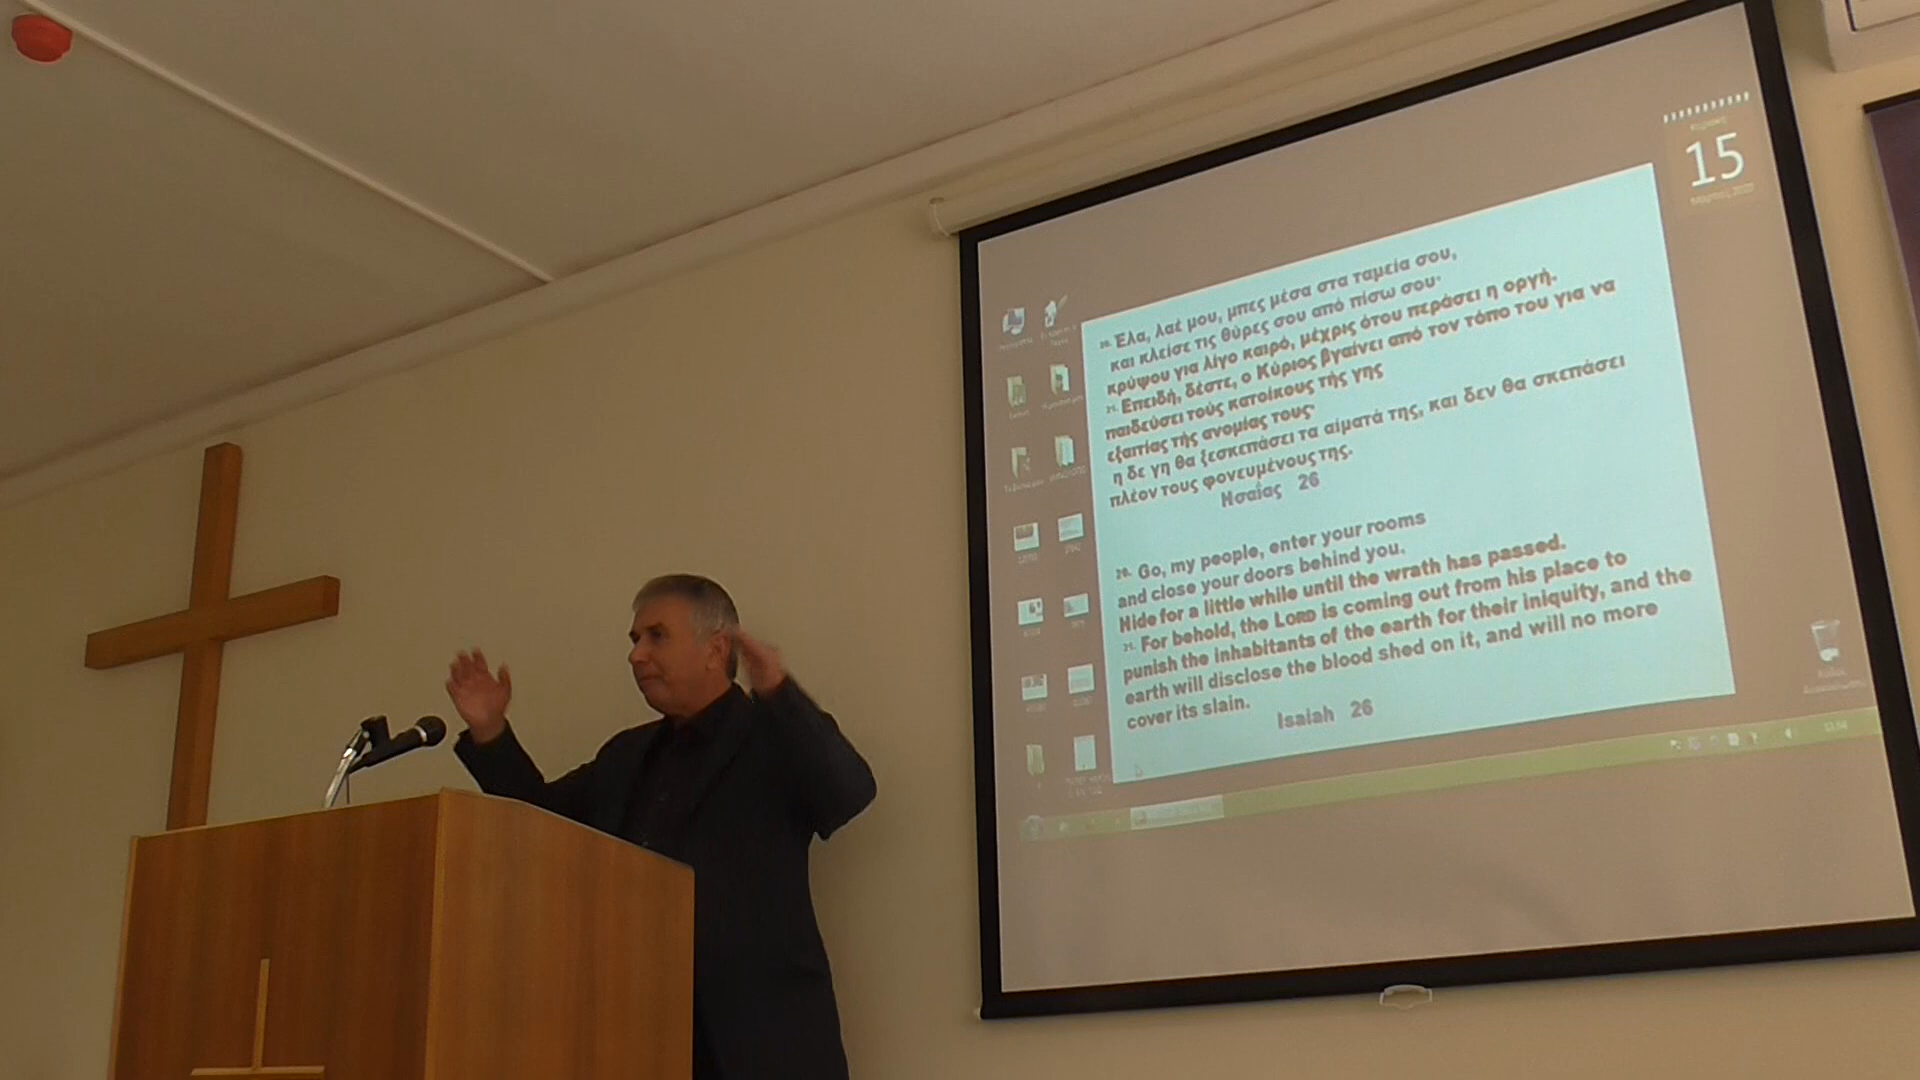 Κυριακή
15
Μάρτιος 2020
20. Έλα, λαέ μου, μπες μέσα στα ταμεία σου,
και κλείσε τις θύρες σου από πίσω σου·
κρύψου για λίγο καιρό, μέχρις ότου περάσει η οργή.
21. Επειδή, δέστε, ο Κύριος βγαίνει από τον τόπο του για να
παιδεύσει τούς κατοίκους τής γης
εξαιτίας τής ανομίας τους·
η δε γη θα ξεσκεπάσει τα αίματά της, και δεν θα σκεπάσει
πλέον τους φονευμένους της.
Ησαΐας 26
20. Go, my people, enter your rooms
and close your doors behind you.
Hide for a little while until the wrath has passed.
21. For behold, the LORD is coming out from his place to
punish the inhabitants of the earth for their iniquity, and the
earth will disclose the blood shed on it, and will no more
cover its slain.
Isaiah 26